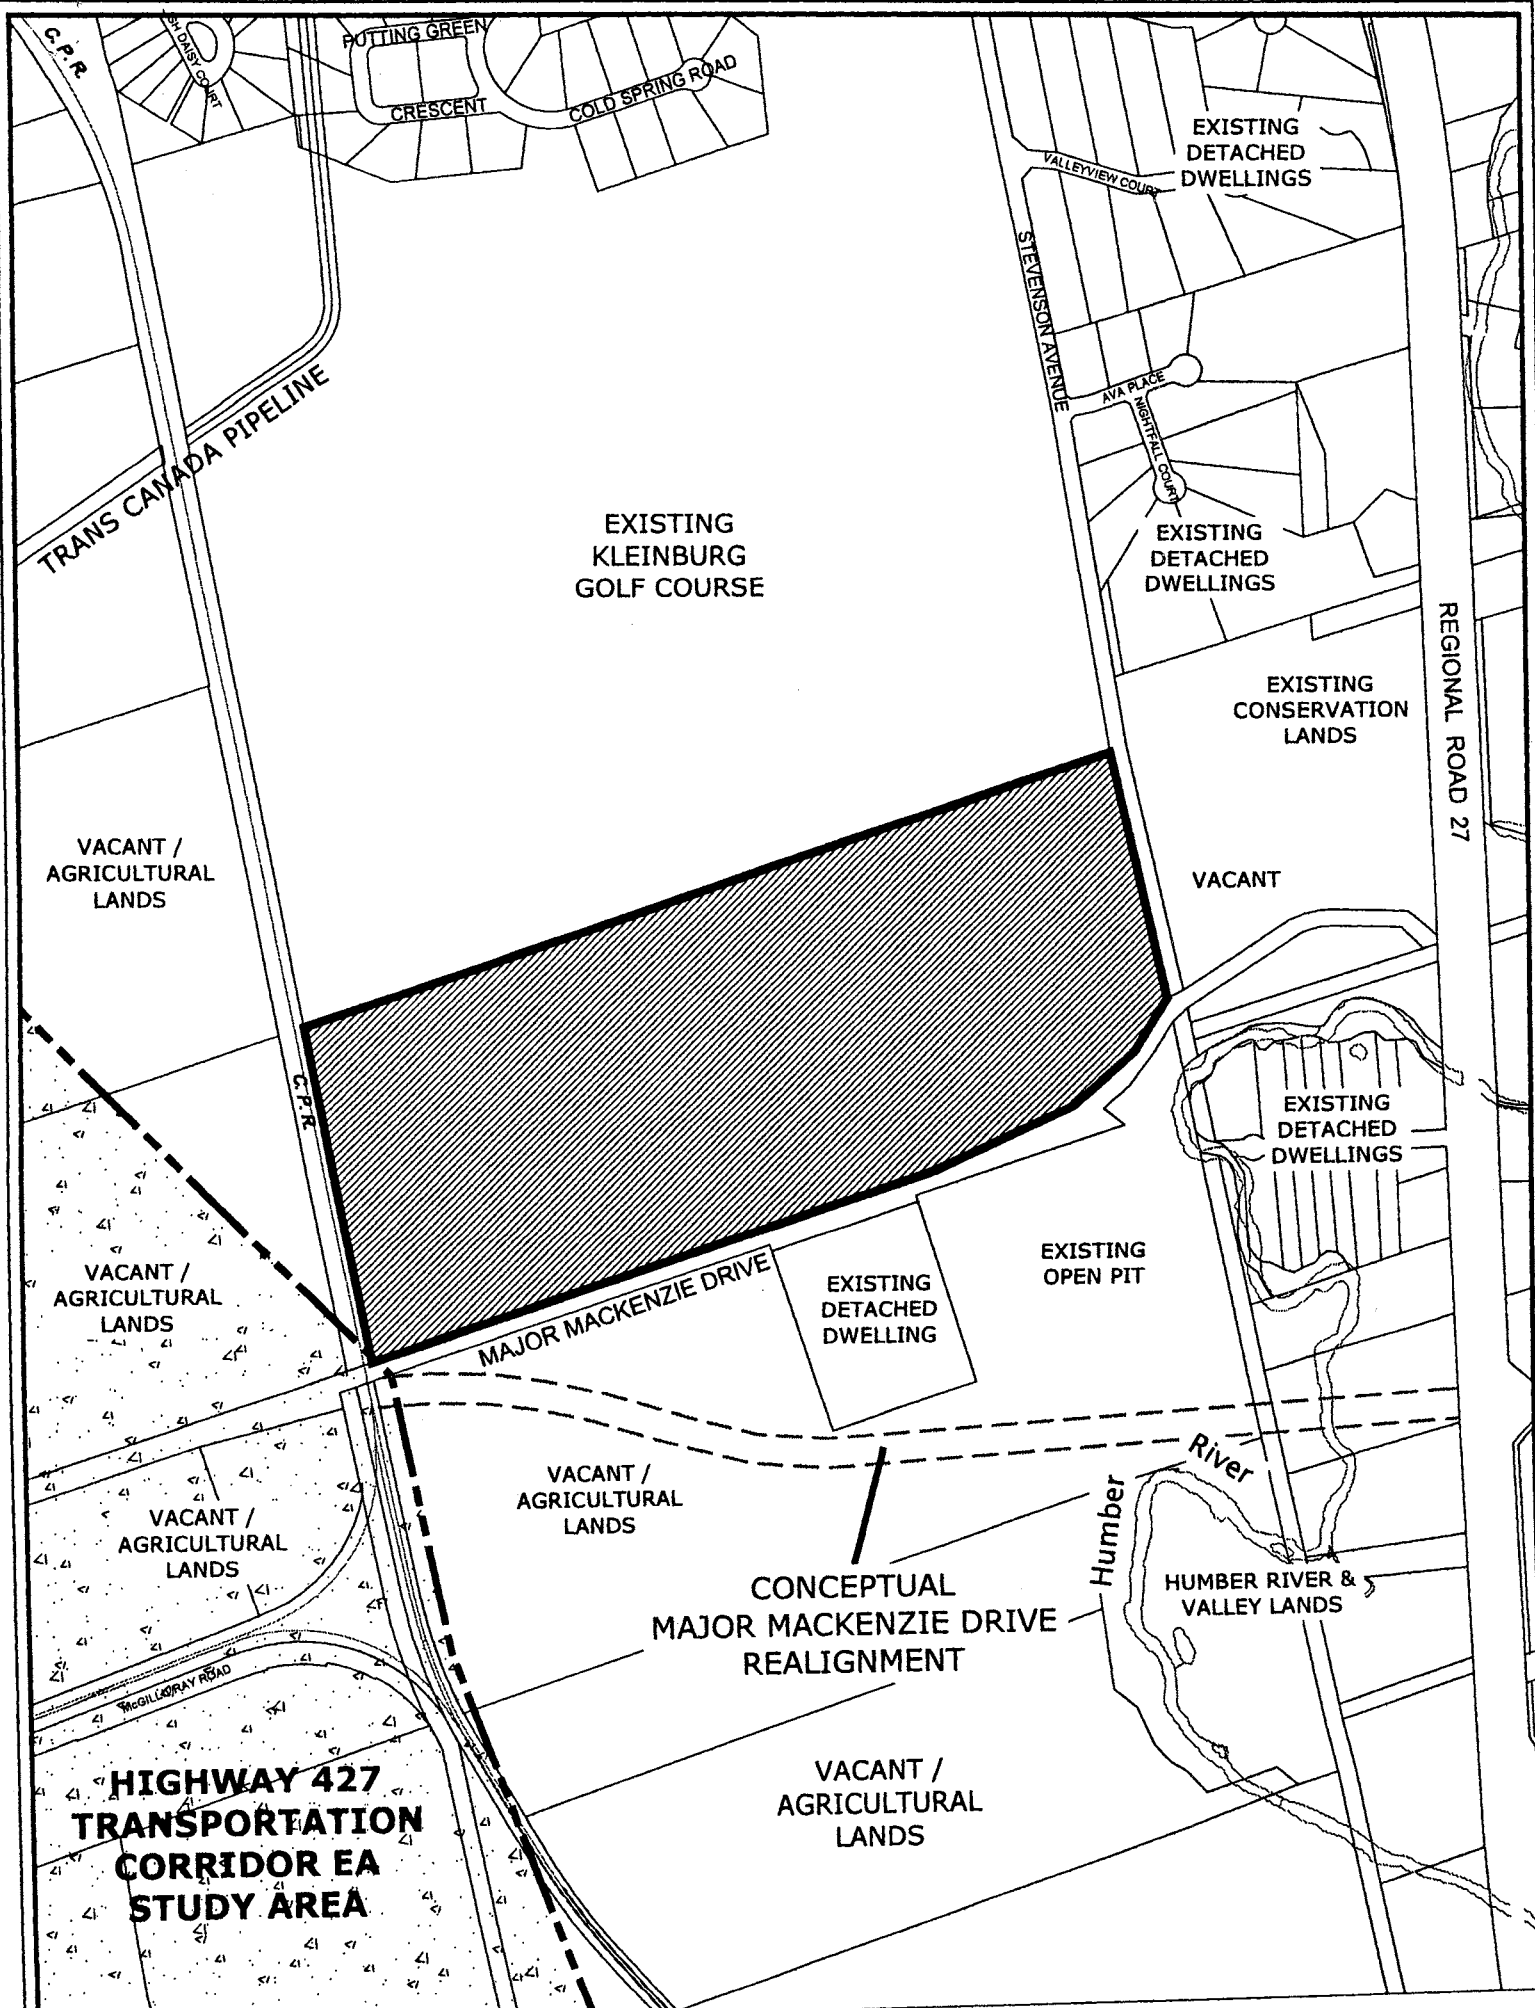 C.P.R.
SH DAISY COURT
PUTTING GREEN
CRESCENT
COLD SPRING ROAD
EXISTING
DETACHED
DWELLINGS
VALLEYVIEW COURT
STEVENSON AVENUE
TRANS CANADA PIPELINE
AVA PLACE
NIGHTFALL COURT
EXISTING
KLEINBURG
GOLF COURSE
EXISTING
DETACHED
DWELLINGS
REGIONAL ROAD 27
EXISTING
CONSERVATION
LANDS
VACANT /
AGRICULTURAL
LANDS
VACANT
C.P.R.
EXISTING
DETACHED
DWELLINGS
VACANT /
AGRICULTURAL
LANDS
MAJOR MACKENZIE DRIVE
EXISTING
DETACHED
DWELLING
EXISTING
OPEN PIT
VACANT /
AGRICULTURAL
LANDS
VACANT /
AGRICULTURAL
LANDS
Humber River
CONCEPTUAL
MAJOR MACKENZIE DRIVE
REALIGNMENT
HUMBER RIVER &
VALLEY LANDS
McGILLIVRAY ROAD
HIGHWAY 427
TRANSPORTATION
CORRIDOR EA
STUDY AREA
VACANT /
AGRICULTURAL
LANDS